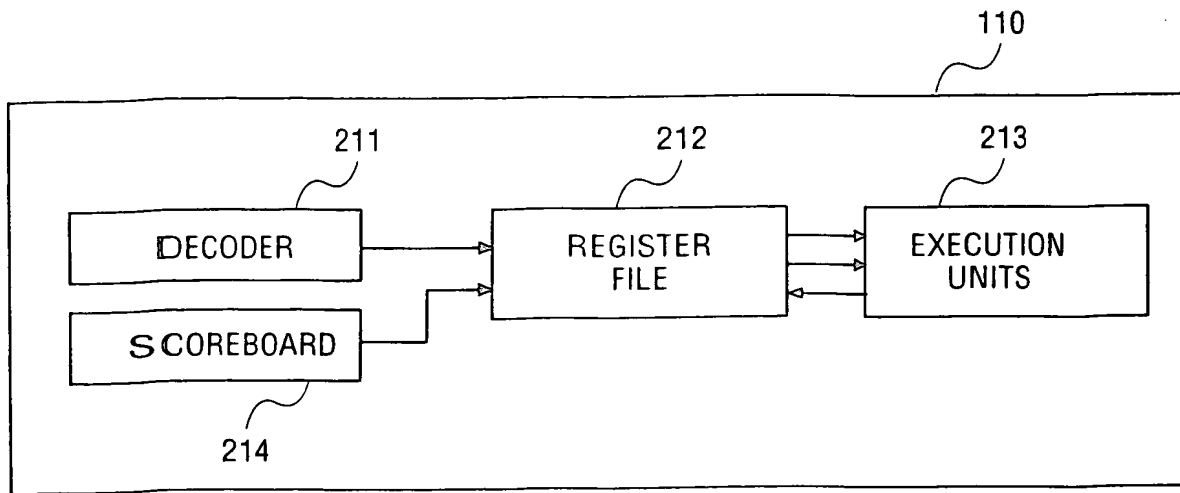 110
211
212
213
DECODER
REGISTER
FILE
EXECUTION
UNITS
SCOREBOARD
214